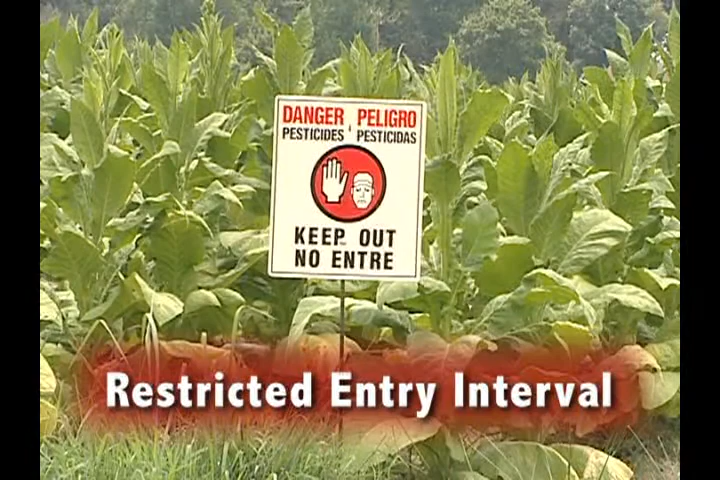 DANGER PELIGRO
PESTICIDES PESTICIDAS
KEEP OUT
NO ENTRE
Restricted Entry Interval